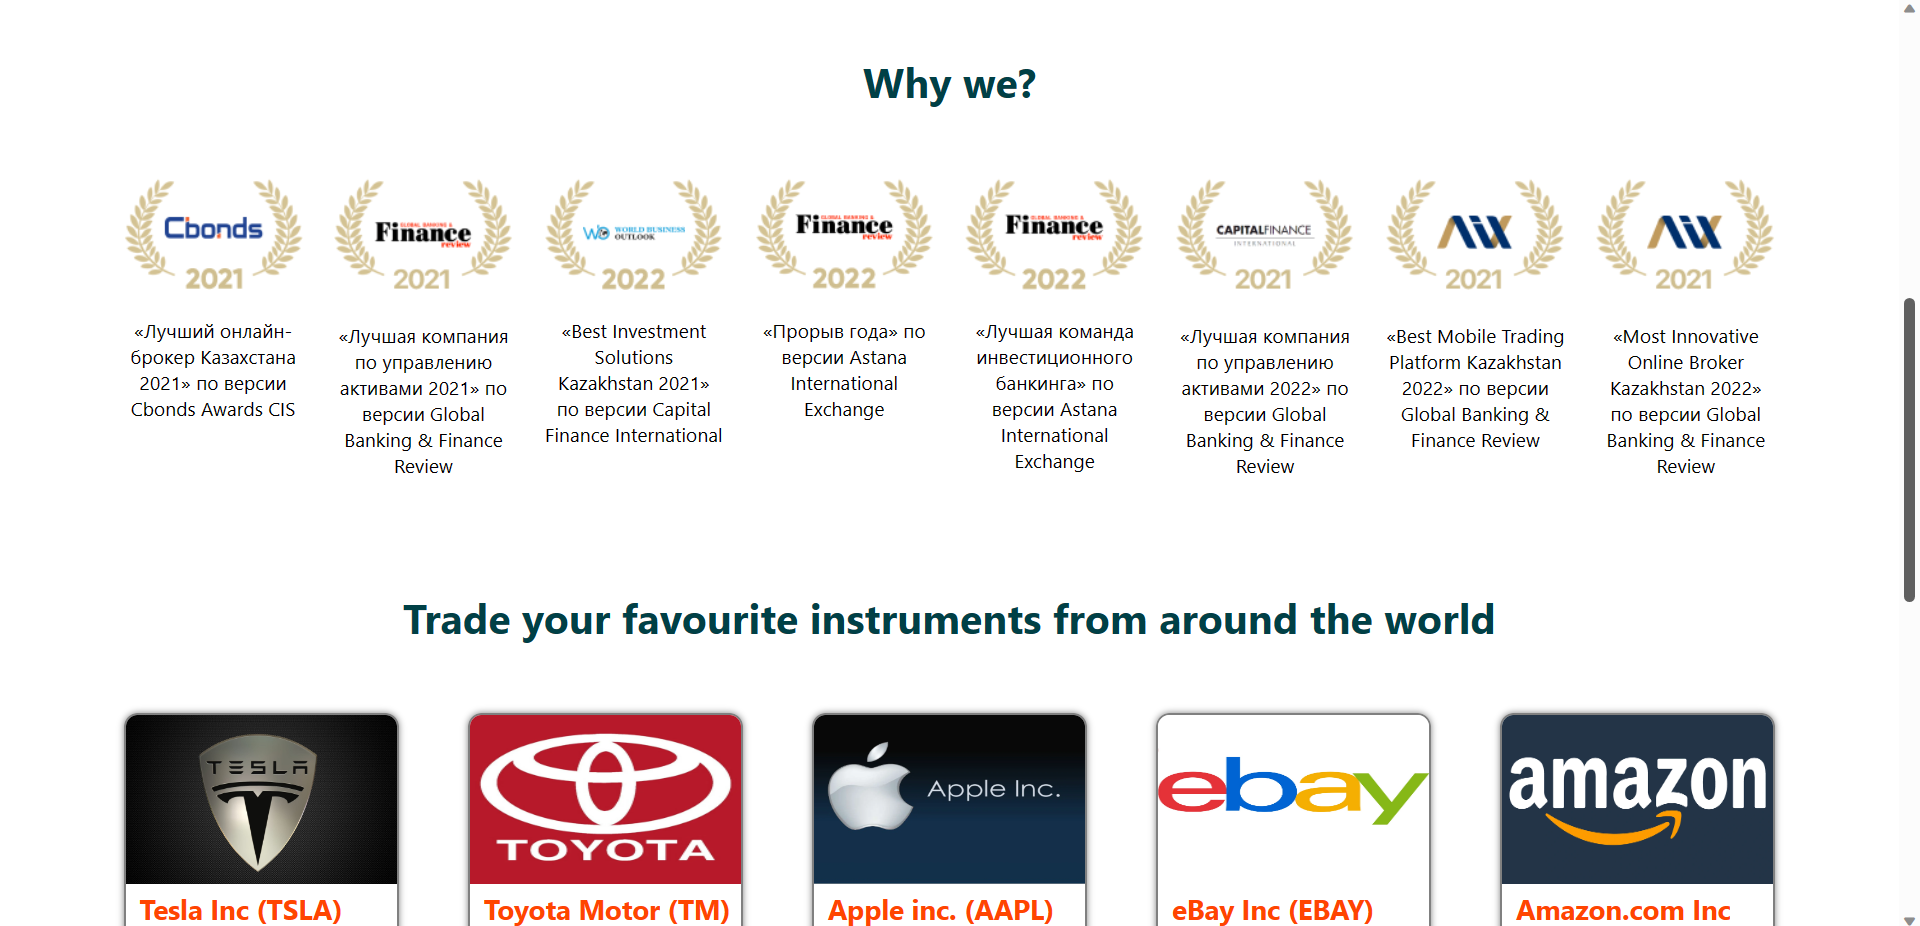 Why we?
Cbonds
2021
«Лучший онлайн-
брокер Казахстана
2021» по версии
Cbonds Awards CIS
GLOBAL BANKING &
Finance
review
2021
«Лучшая компания
по управлению
активами 2021» по
версии Global
Banking & Finance
Review
WORLD BUSINESS
OUTLOOK
2022
«Best Investment
Solutions
Kazakhstan 2021»
по версии Capital
Finance International
GLOBAL BANKING &
Finance
review
2022
«Прорыв года» по
версии Astana
International
Exchange
GLOBAL BANKING &
Finance
review
2022
«Лучшая команда
инвестиционного
банкинга» по
версии Astana
International
Exchange
CAPITALFINANCE
INTERNATIONAL
2021
«Лучшая компания
по управлению
активами 2022» по
версии Global
Banking & Finance
Review
AIX
2021
«Best Mobile Trading
Platform Kazakhstan
2022» по версии
Global Banking &
Finance Review
AIX
2021
«Most Innovative
Online Broker
Kazakhstan 2022»
по версии Global
Banking & Finance
Review
Trade your favourite instruments from around the world
TESLA
Tesla Inc (TSLA)
TOYOTA
Toyota Motor (TM)
Apple Inc.
Apple inc. (AAPL)
ebay
eBay Inc (EBAY)
amazon
Amazon.com Inc